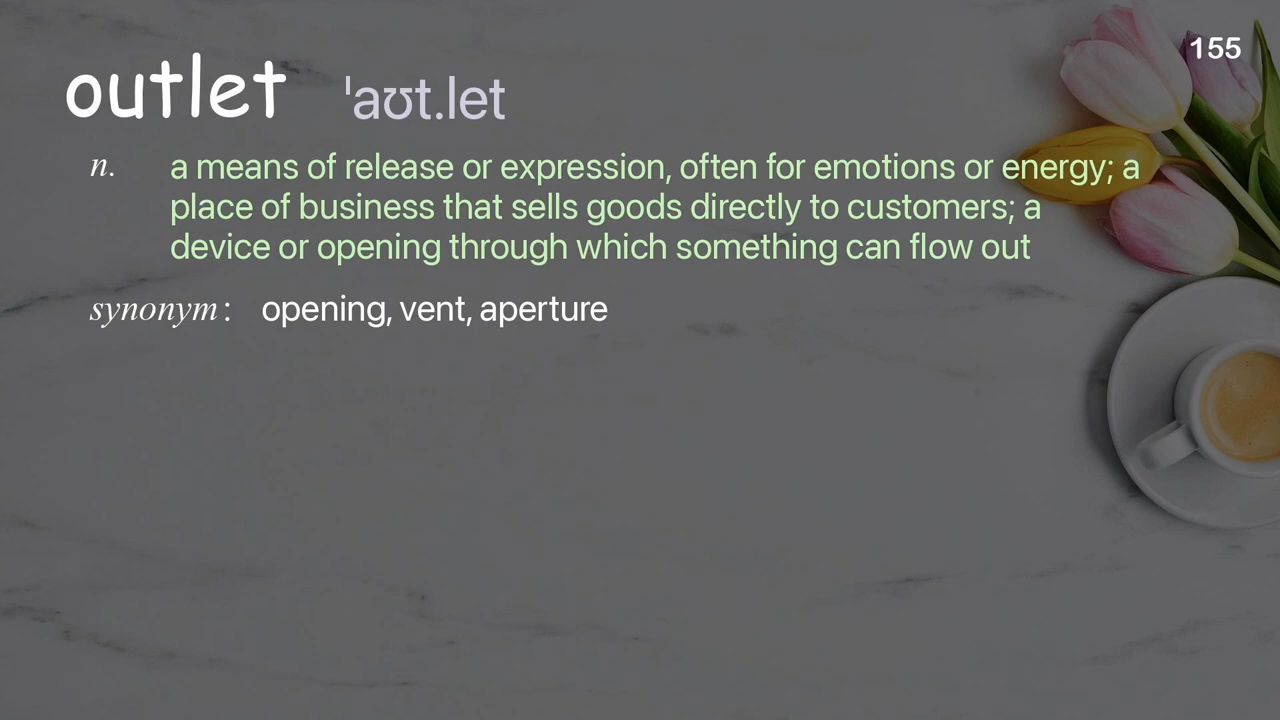 155
outlet ˈaʊt.let
n. a means of release or expression, often for emotions or energy; a
place of business that sells goods directly to customers; a
device or opening through which something can flow out
synonym: opening, vent, aperture